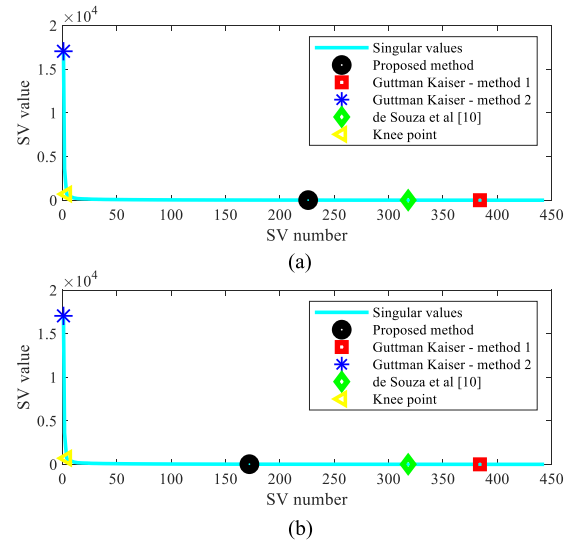 ×10^4
2
1.5
1
0.5
0
SV value
Singular values
Proposed method
Guttman Kaiser - method 1
Guttman Kaiser - method 2
de Souza et al [10]
Knee point
0 50 100 150 200 250 300 350 400 450
SV number
(a)
×10^4
2
1.5
1
0.5
0
SV value
Singular values
Proposed method
Guttman Kaiser - method 1
Guttman Kaiser - method 2
de Souza et al [10]
Knee point
0 50 100 150 200 250 300 350 400 450
SV number
(b)